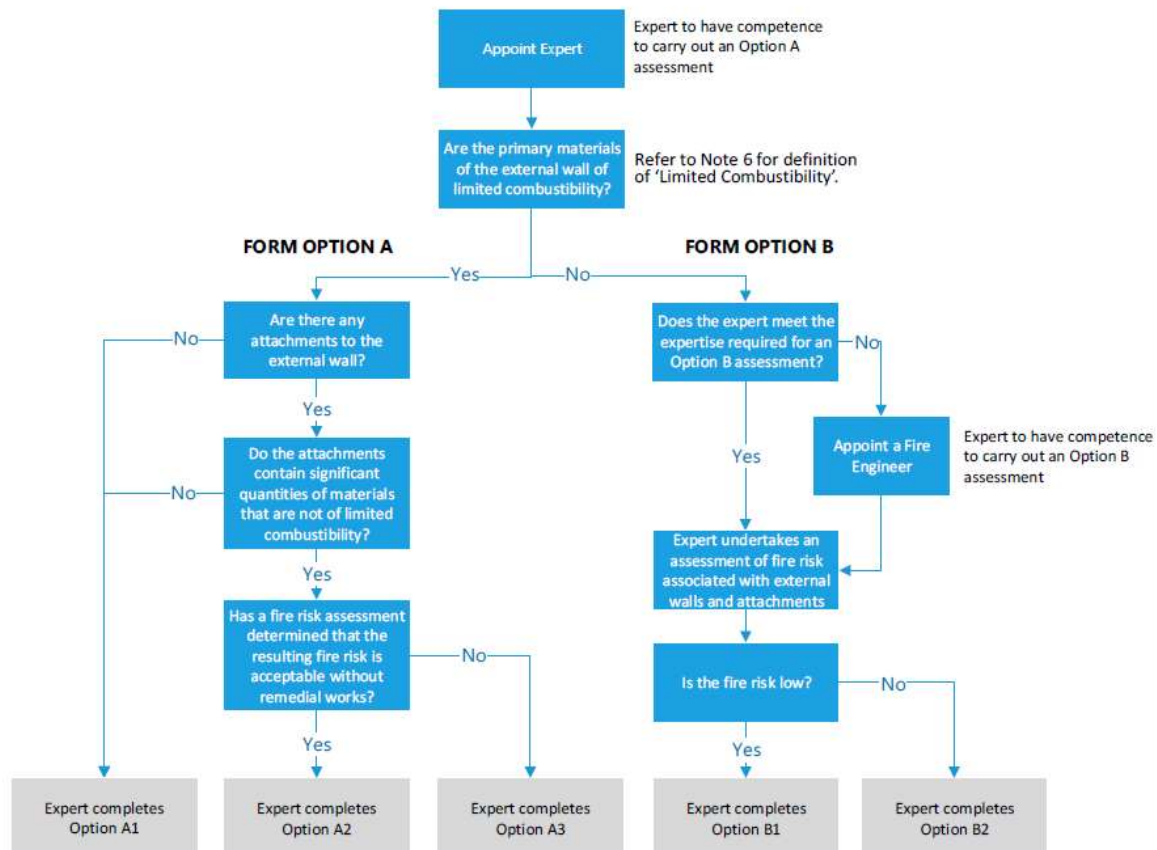 Appoint Expert
Expert to have competence
to carry out an Option A
assessment
Are the primary materials
of the external wall of
limited combustibility?
Refer to Note 6 for definition
of ‘Limited Combustibility’.
FORM OPTION A
FORM OPTION B
Yes
No
Are there any
attachments to the
external wall?
No
Yes
Do the attachments
contain significant
quantities of materials
that are not of limited
combustibility?
No
Yes
Has a fire risk assessment
determined that the
resulting fire risk is
acceptable without
remedial works?
No
Yes
Does the expert meet the
expertise required for an
Option B assessment?
No
Yes
Appoint a Fire
Engineer
Expert to have competence
to carry out an Option B
assessment
Expert undertakes an
assessment of fire risk
associated with external
walls and attachments
Is the fire risk low?
No
Yes
Expert completes
Option A1
Expert completes
Option A2
Expert completes
Option A3
Expert completes
Option B1
Expert completes
Option B2